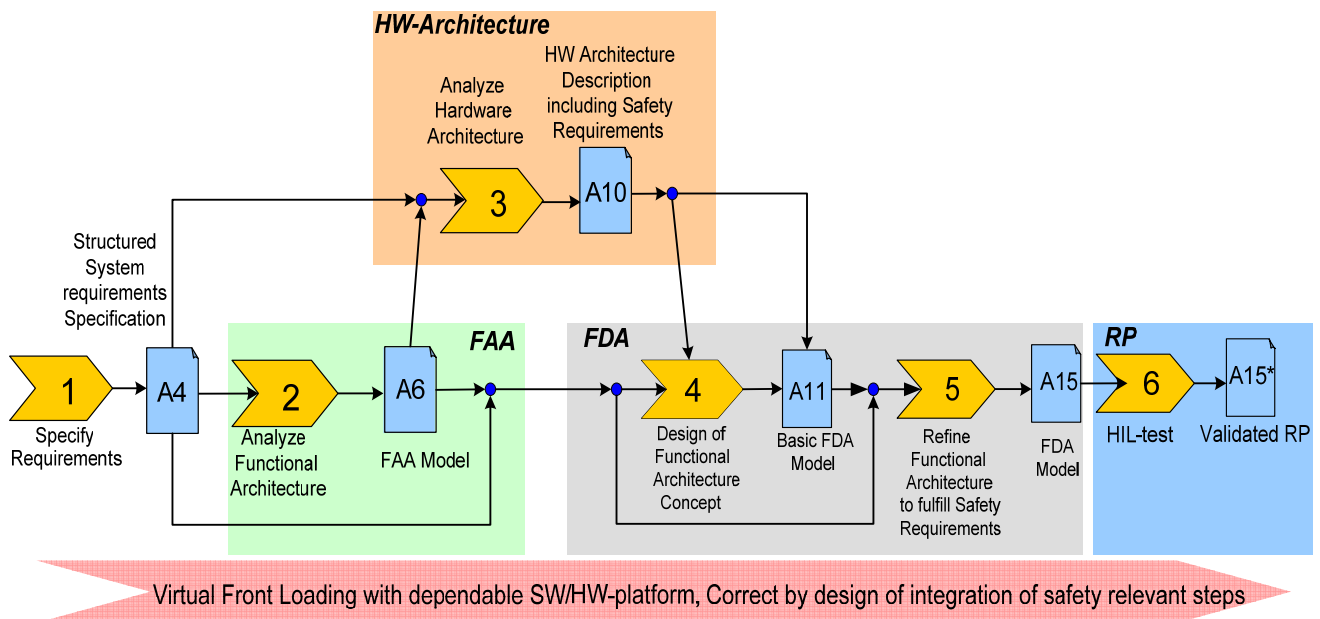 HW-Architecture
HW Architecture
Description
including Safety
Requirements
Analyze
Hardware
Architecture
3
A10
Structured
System
requirements
Specification
FAA
FDA
RP
1
A4
2
A6
4
A11
5
A15
6
A15*
Specify
Requirements
Analyze
Functional
Architecture
FAA Model
Design of
Functional
Architecture
Concept
Basic FDA
Model
Refine
Functional
Architecture
to fulfill Safety
Requirements
FDA
Model
HIL-test
Validated RP
Virtual Front Loading with dependable SW/HW-platform, Correct by design of integration of safety relevant steps